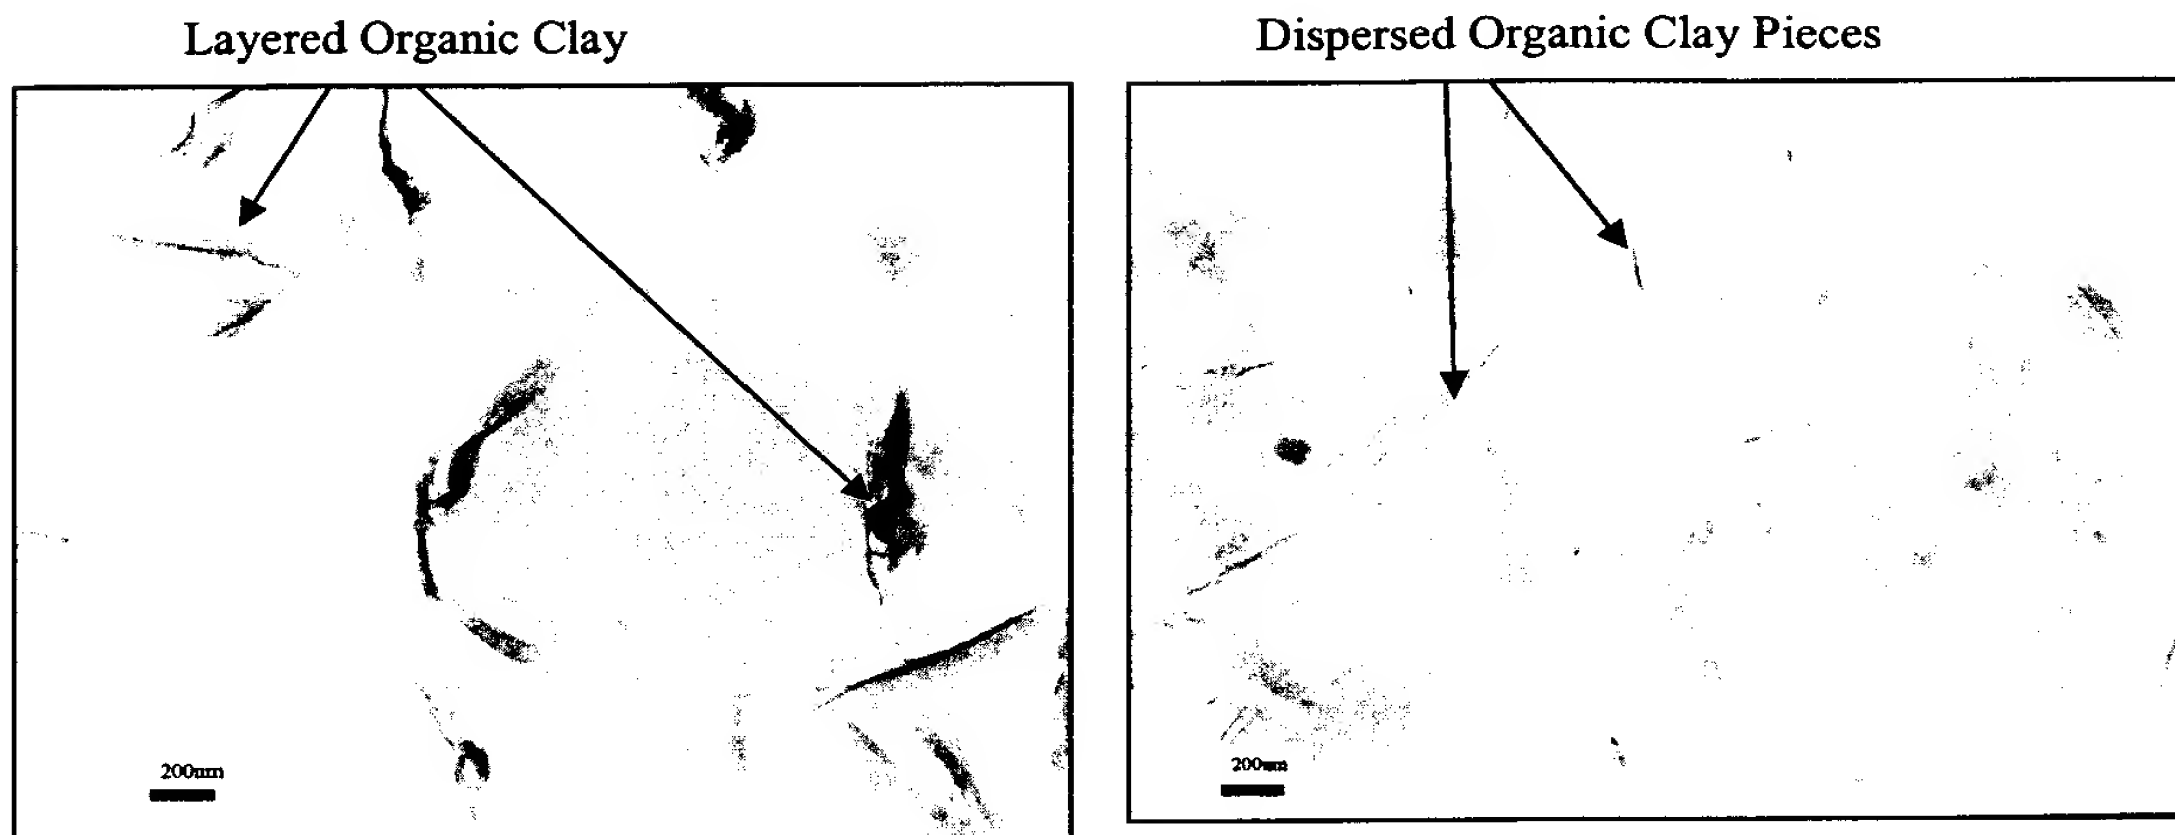 Layered Organic Clay
Dispersed Organic Clay Pieces
200nm
200nm